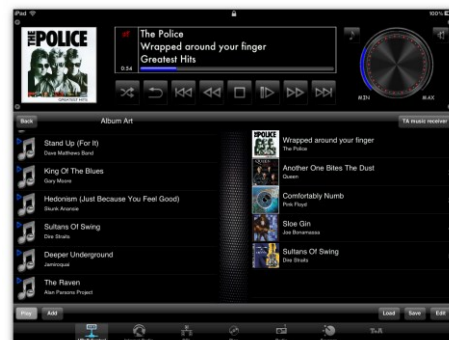 iPad
100%
THE POLICE
GREATEST HITS
The Police
Wrapped around your finger
Greatest Hits
0:54
MIN
MAX
Back
Album Art
TA music receiver
Stand Up (For It)
Dave Matthews Band
King Of The Blues
Gary Moore
Hedonism (Just Because You Feel Good)
Skunk Anansie
Sultans Of Swing
Dire Straits
Deeper Underground
Jamiroquai
The Raven
Alan Parsons Project
POLICE
Wrapped around your finger
The Police
QUEEN
Another One Bites The Dust
Queen
Comfortably Numb
Pink Floyd
Sloe Gin
Joe Bonamassa
Sultans Of Swing
Dire Straits
Play
Add
Load
Save
Edit